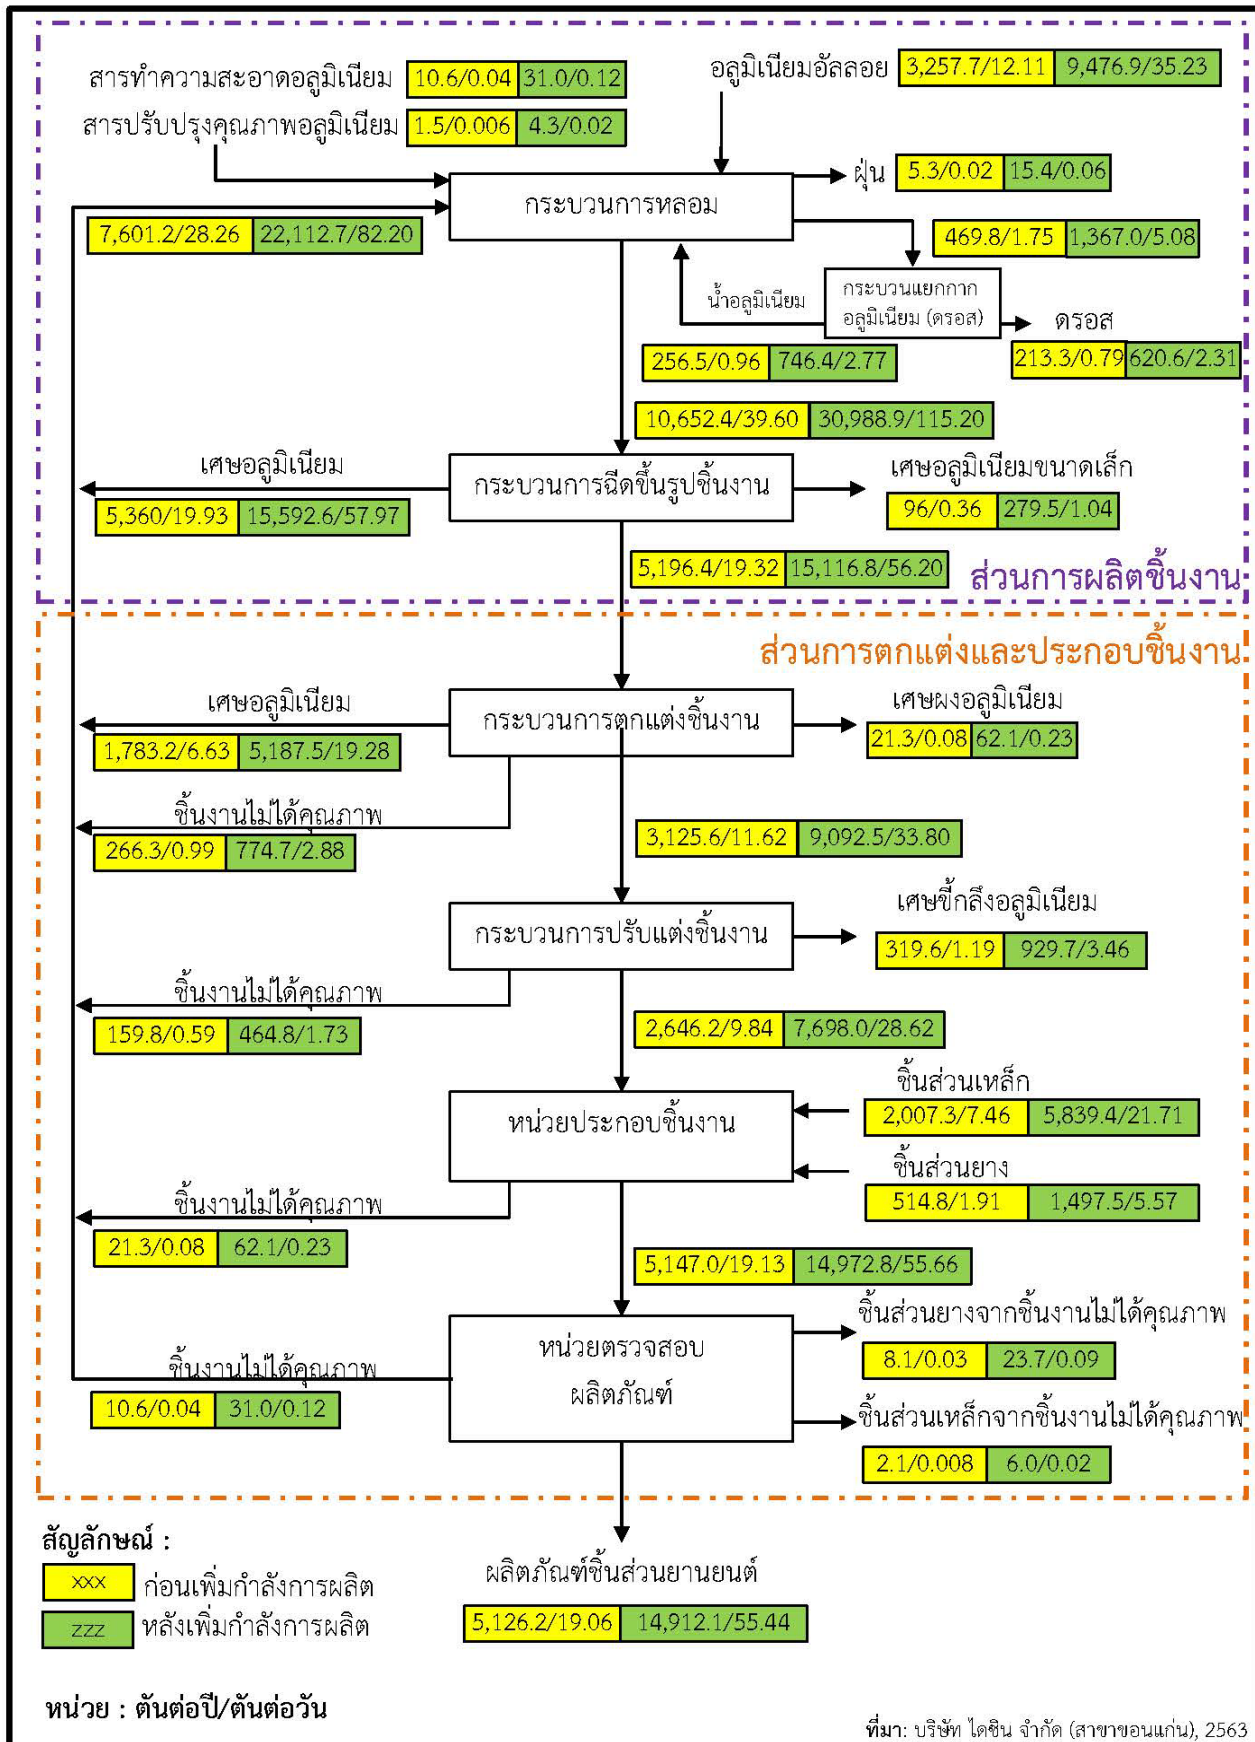 สารทำความสะอาดอลูมิเนียม 10.6/0.04 31.0/0.12
อลูมิเนียมอัลลอย 3,257.7/12.11 9,476.9/35.23
สารปรับปรุงคุณภาพอลูมิเนียม 1.5/0.006 4.3/0.02
ฝุ่น 5.3/0.02 15.4/0.06
กระบวนการหลอม
7,601.2/28.26 22,112.7/82.20
469.8/1.75 1,367.0/5.08
น้ำอลูมิเนียม
กระบวนแยกกาก
อลูมิเนียม (ดรอส)
ดรอส
256.5/0.96 746.4/2.77
213.3/0.79 620.6/2.31
10,652.4/39.60 30,988.9/115.20
เศษอลูมิเนียม
กระบวนการฉีดขึ้นรูปชิ้นงาน
เศษอลูมิเนียมขนาดเล็ก
5,360/19.93 15,592.6/57.97
96/0.36 279.5/1.04
5,196.4/19.32 15,116.8/56.20
ส่วนการผลิตชิ้นงาน
ส่วนการตกแต่งและประกอบชิ้นงาน
เศษอลูมิเนียม
กระบวนการตกแต่งชิ้นงาน
เศษผงอลูมิเนียม
1,783.2/6.63 5,187.5/19.28
21.3/0.08 62.1/0.23
ชิ้นงานไม่ได้คุณภาพ
266.3/0.99 774.7/2.88
3,125.6/11.62 9,092.5/33.80
กระบวนการปรับแต่งชิ้นงาน
เศษขี้กลึงอลูมิเนียม
319.6/1.19 929.7/3.46
ชิ้นงานไม่ได้คุณภาพ
159.8/0.59 464.8/1.73
2,646.2/9.84 7,698.0/28.62
หน่วยประกอบชิ้นงาน
ชิ้นส่วนเหล็ก
2,007.3/7.46 5,839.4/21.71
ชิ้นส่วนยาง
514.8/1.91 1,497.5/5.57
ชิ้นงานไม่ได้คุณภาพ
21.3/0.08 62.1/0.23
5,147.0/19.13 14,972.8/55.66
หน่วยตรวจสอบ
ผลิตภัณฑ์
ชิ้นส่วนยางจากชิ้นงานไม่ได้คุณภาพ
8.1/0.03 23.7/0.09
ชิ้นงานไม่ได้คุณภาพ
10.6/0.04 31.0/0.12
ชิ้นส่วนเหล็กจากชิ้นงานไม่ได้คุณภาพ
2.1/0.008 6.0/0.02
สัญลักษณ์ :
xxx ก่อนเพิ่มกำลังการผลิต
zzz หลังเพิ่มกำลังการผลิต
ผลิตภัณฑ์ชิ้นส่วนยานยนต์
5,126.2/19.06 14,912.1/55.44
หน่วย : ตันต่อปี/ตันต่อวัน
ที่มา: บริษัท ไดซิน จำกัด (สาขาขอนแก่น), 2563